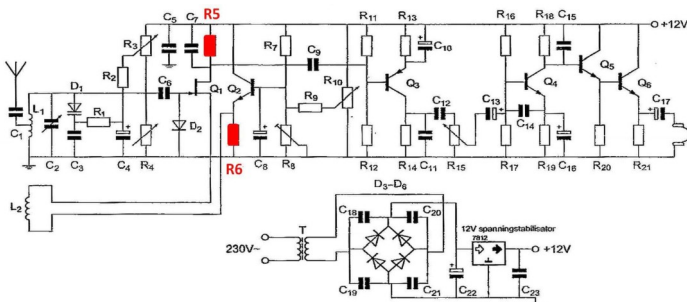 C5 C7 R5 R11 R13 R16 R18 C15 +12V
R3 R7 C9 C10 Q5
R2 C6 Q2 R10 Q4 Q6
L1 D1 Q1 R9 Q3 C12 C13 C17
C1 R1 D2 C14
C2 C3 C4 R4 R6 C8 R8 R12 R14 C11 R15 R17 R19 C16 R20 R21
L2
D3-D6
C18 C20
T 12V spanningstabilisator
7812
230V~ +12V
C19 C21 C22 C23